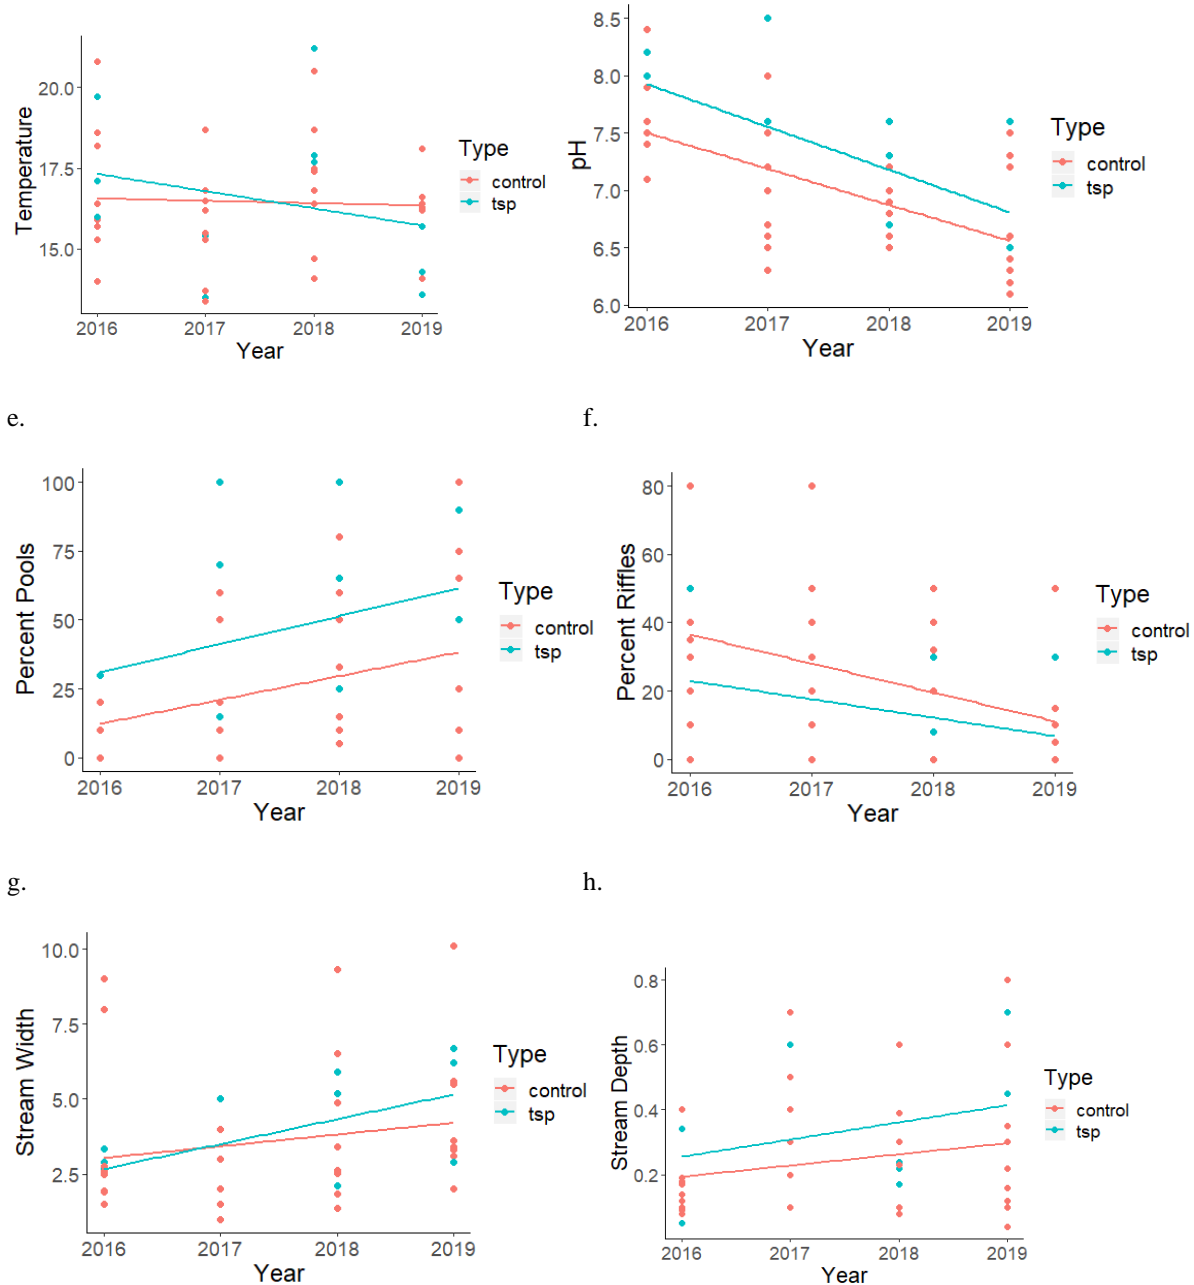 Temperature
20.0
17.5
15.0
2016 2017 2018 2019
Year
Type
control
tsp
pH
8.5
8.0
7.5
7.0
6.5
6.0
2016 2017 2018 2019
Year
Type
control
tsp
e.
f.
Percent Pools
100
75
50
25
0
2016 2017 2018 2019
Year
Type
control
tsp
Percent Riffles
80
60
40
20
0
2016 2017 2018 2019
Year
Type
control
tsp
g.
h.
Stream Width
10.0
7.5
5.0
2.5
2016 2017 2018 2019
Year
Type
control
tsp
Stream Depth
0.8
0.6
0.4
0.2
2016 2017 2018 2019
Year
Type
control
tsp